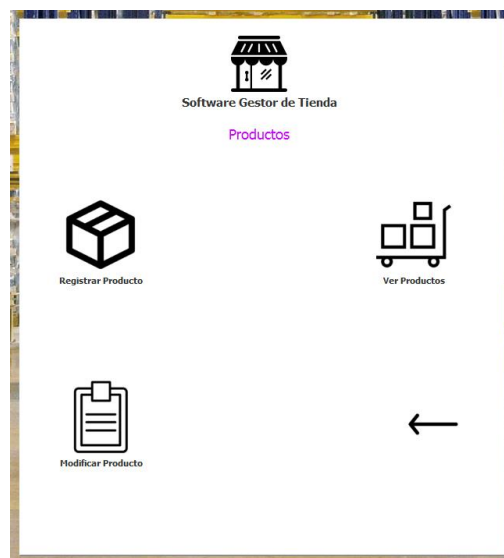 Software Gestor de Tienda
Productos
Registrar Producto
Ver Productos
Modificar Producto